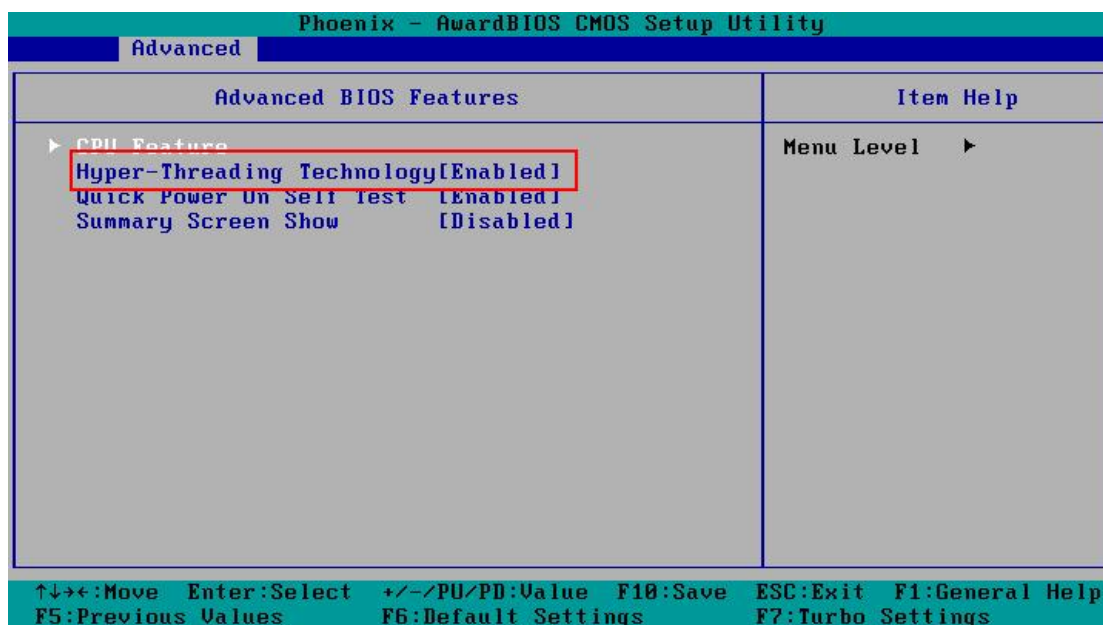 Phoenix - AwardBIOS CMOS Setup Utility
Advanced
Advanced BIOS Features
Item Help
▶ CPU Feature
Menu Level ▶
Hyper-Threading Technology[Enabled]
Quick Power On Self Test [Enabled]
Summary Screen Show [Disabled]
↑↓→←:Move Enter:Select +/-/PU/PD:Value F10:Save ESC:Exit F1:General Help
F5:Previous Values F6:Default Settings F7:Turbo Settings